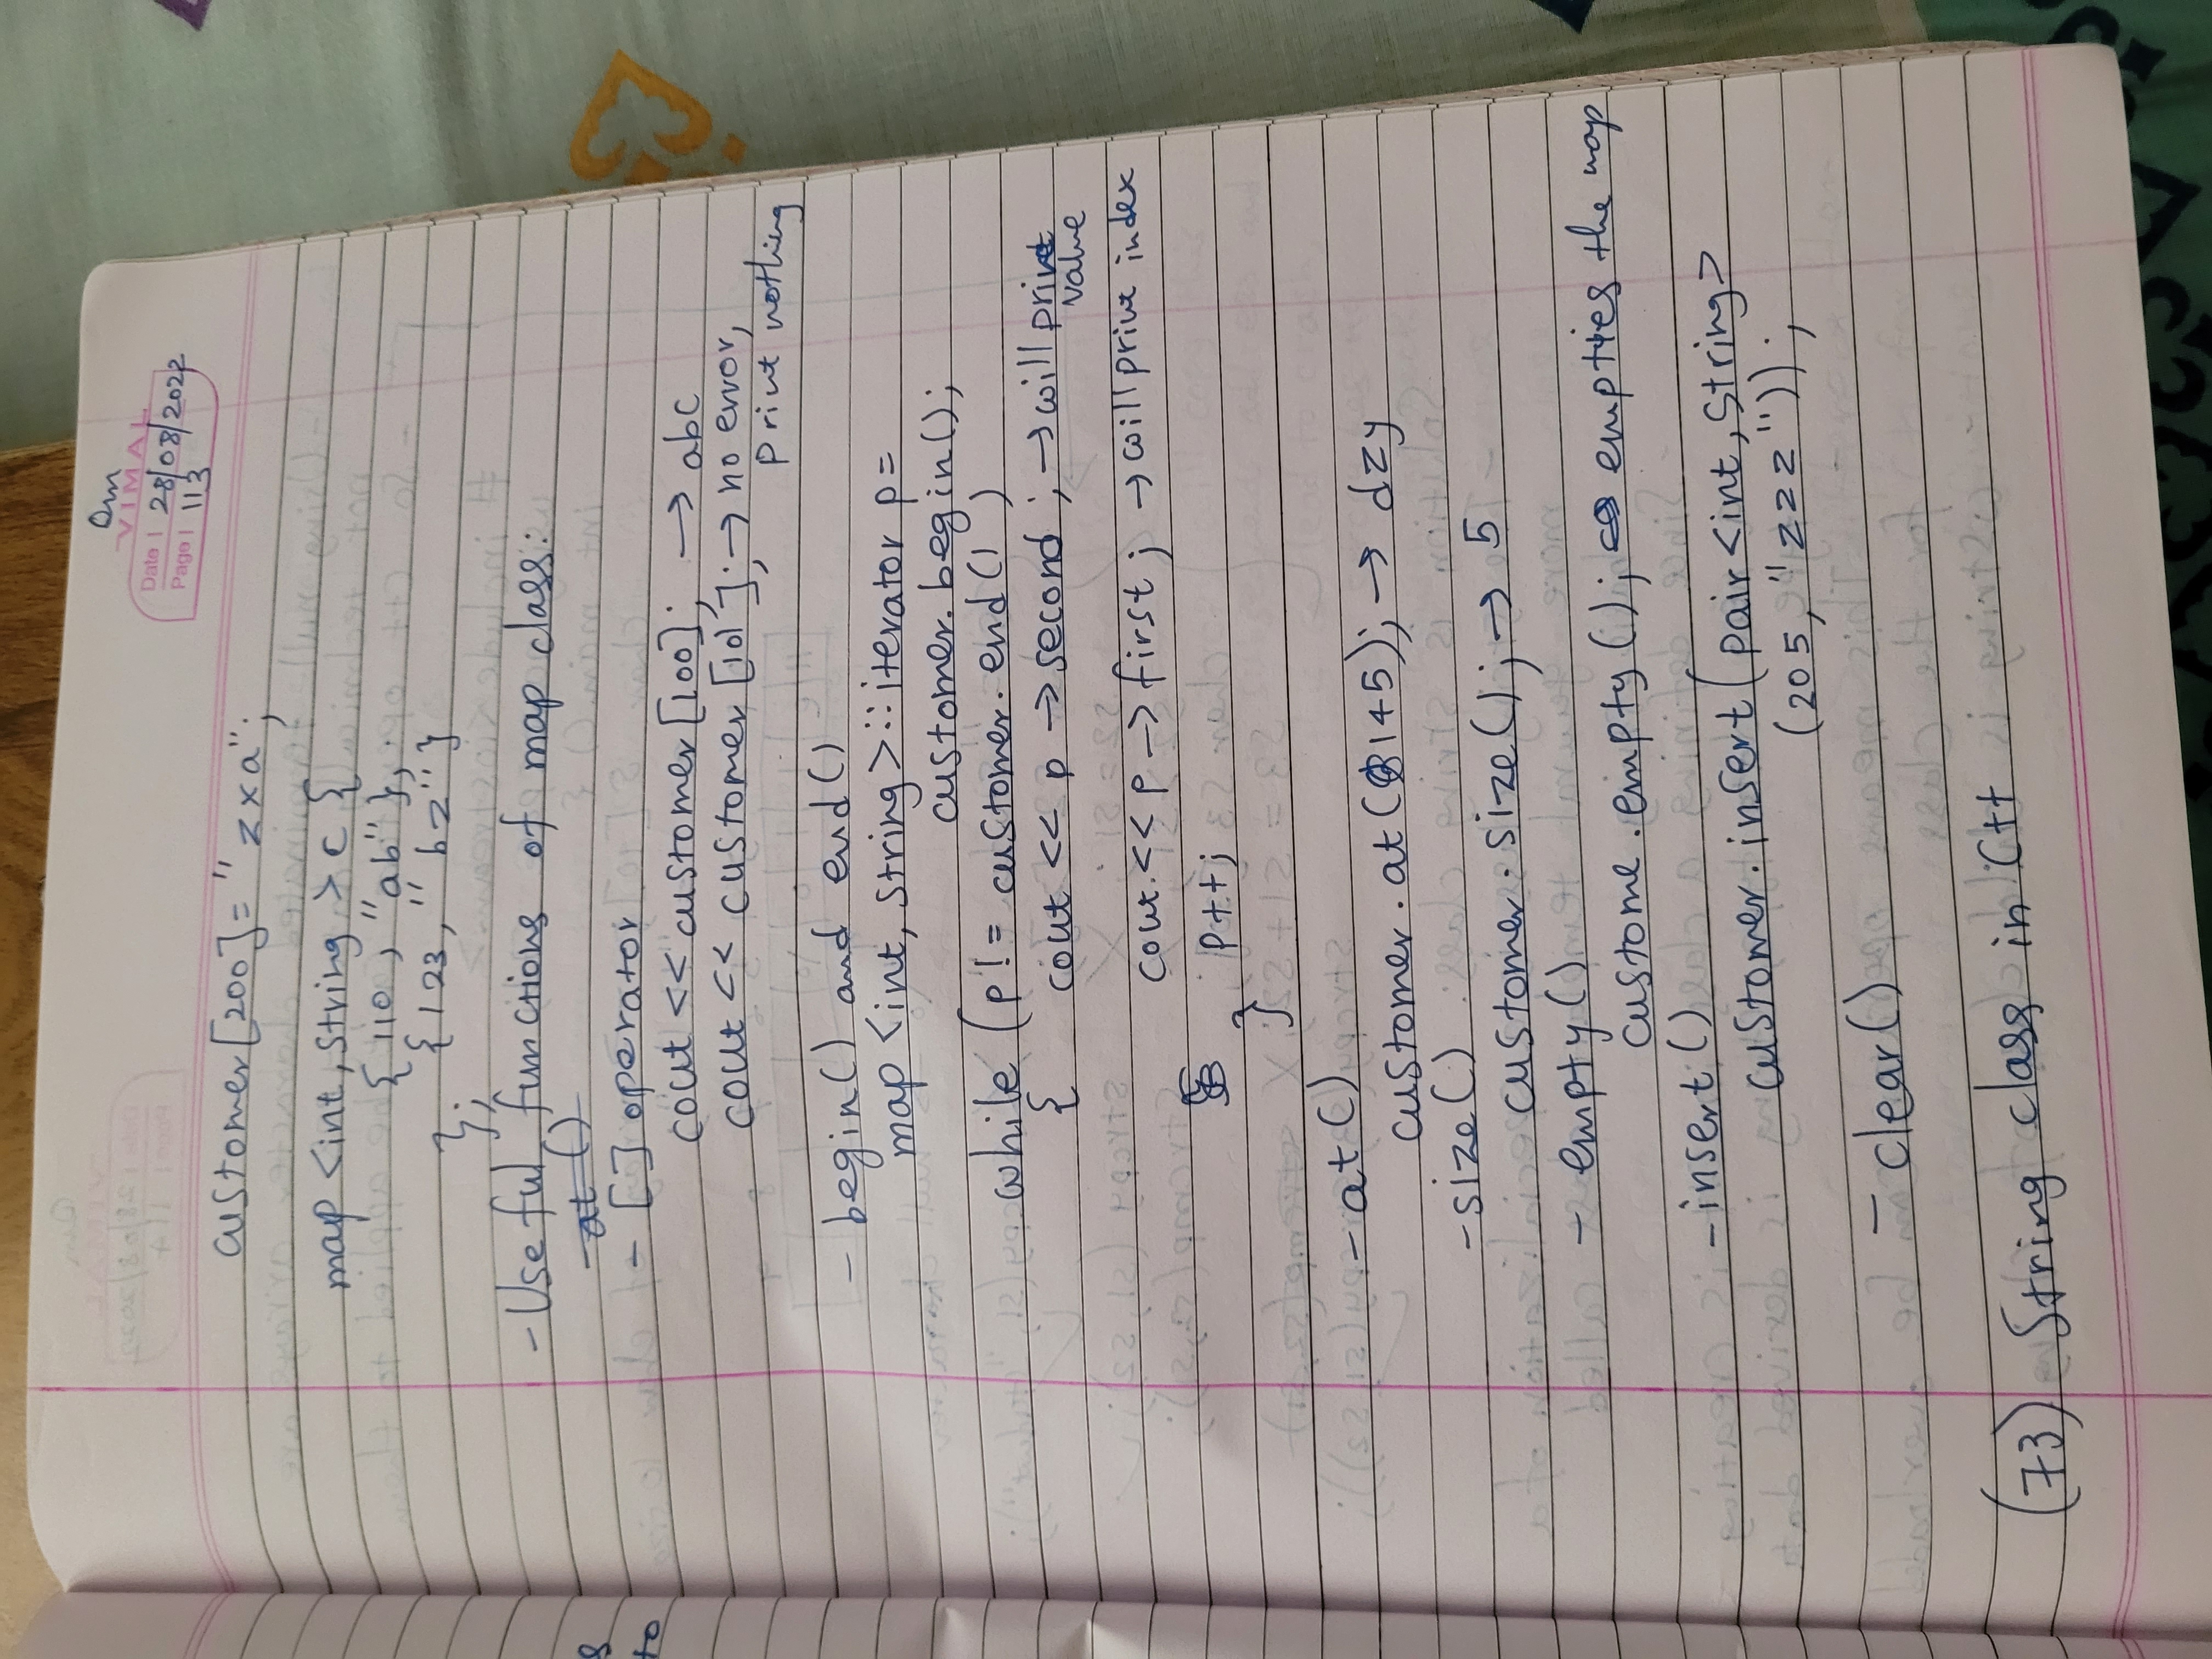 Om
VIMAL
Date | 28/08/2022
Page | 113
customer[200]= "zxa";
map <int, string > c {
{110, "ab"},
{123, "bz"}
};
- Useful functions of map class:
at ()
- [] operator
cout << customer[100]; → abc
cout << customer [101]; → no error,
print nothing
- begin() and end()
map <int, string>::iterator p=
customer.begin();
while (p!= customer.end() )
{ cout << p → second ; → will print
value
cout << p → first ; → will print index
p++;
}
- at()
customer.at(145); → dzy
- size()
customer.size(); → 5
- empty()
custome.empty(); empties the map
- insert()
customer.insert(pair<int, string>
(205, "zzz"));
- clear()
(73) String class in C++
s
to